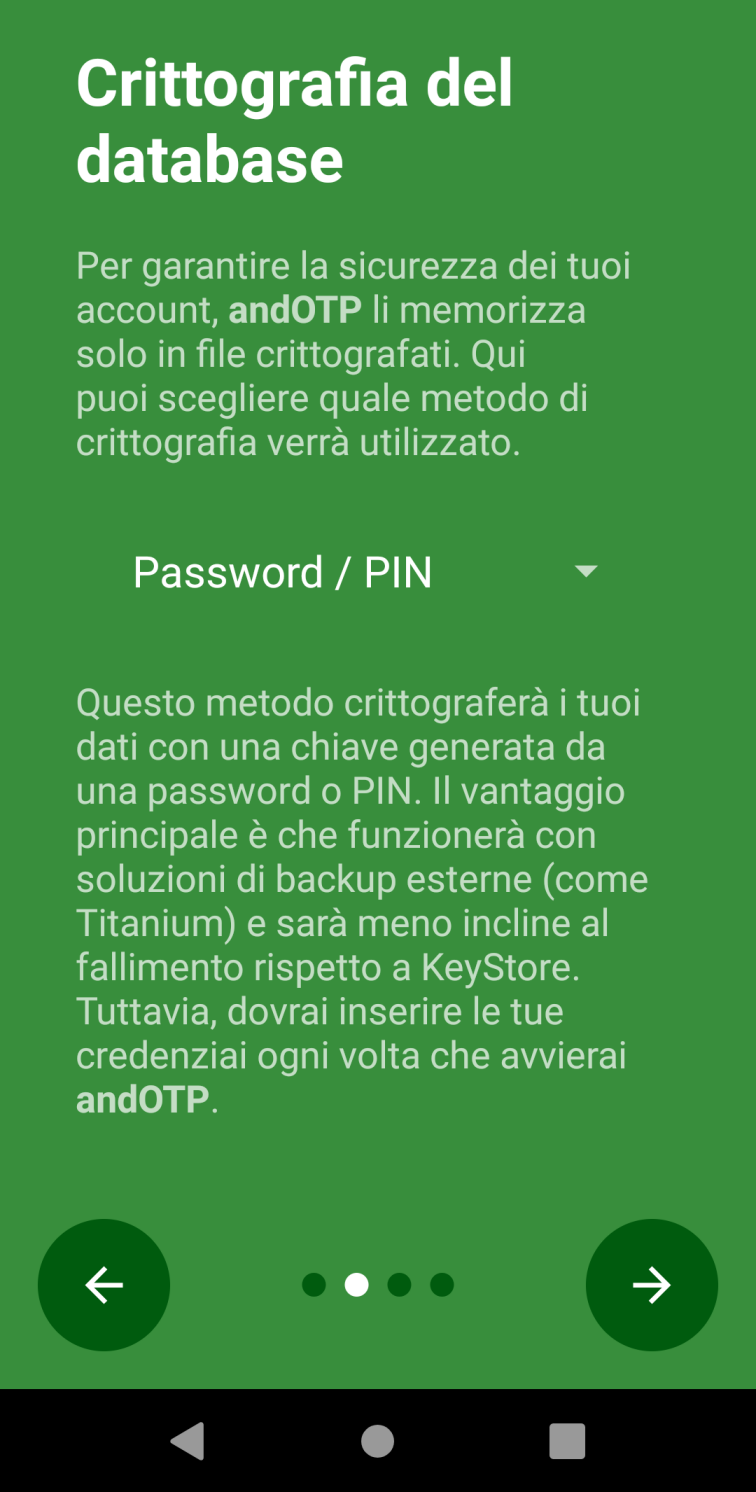 Crittografia del
database
Per garantire la sicurezza dei tuoi
account, andOTP li memorizza
solo in file crittografati. Qui
puoi scegliere quale metodo di
crittografia verrà utilizzato.
Password / PIN
Questo metodo crittograferà i tuoi
dati con una chiave generata da
una password o PIN. Il vantaggio
principale è che funzionerà con
soluzioni di backup esterne (come
Titanium) e sarà meno incline al
fallimento rispetto a KeyStore.
Tuttavia, dovrai inserire le tue
credenziai ogni volta che avvierai
andOTP.